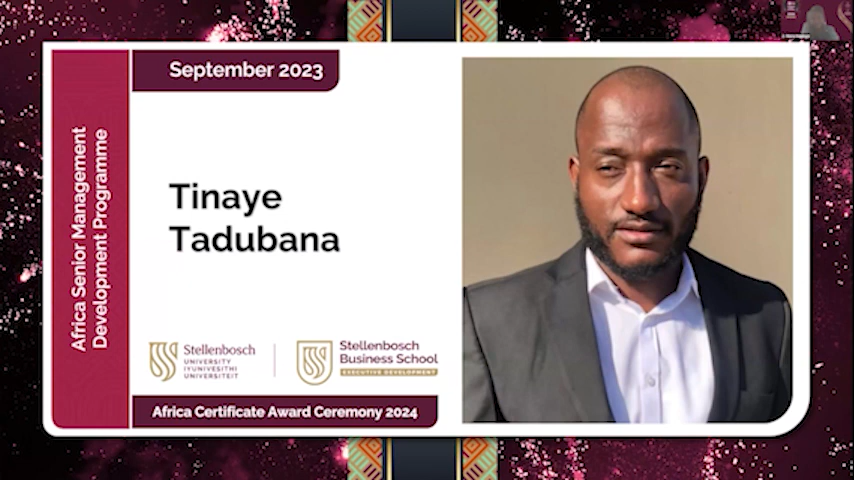 September 2023
Africa Senior Management
Development Programme
Tinaye
Tadubana
Stellenbosch
UNIVERSITY
IYUNIVESITHI
UNIVERSITEIT
Stellenbosch
Business School
EXECUTIVE DEVELOPMENT
Africa Certificate Award Ceremony 2024